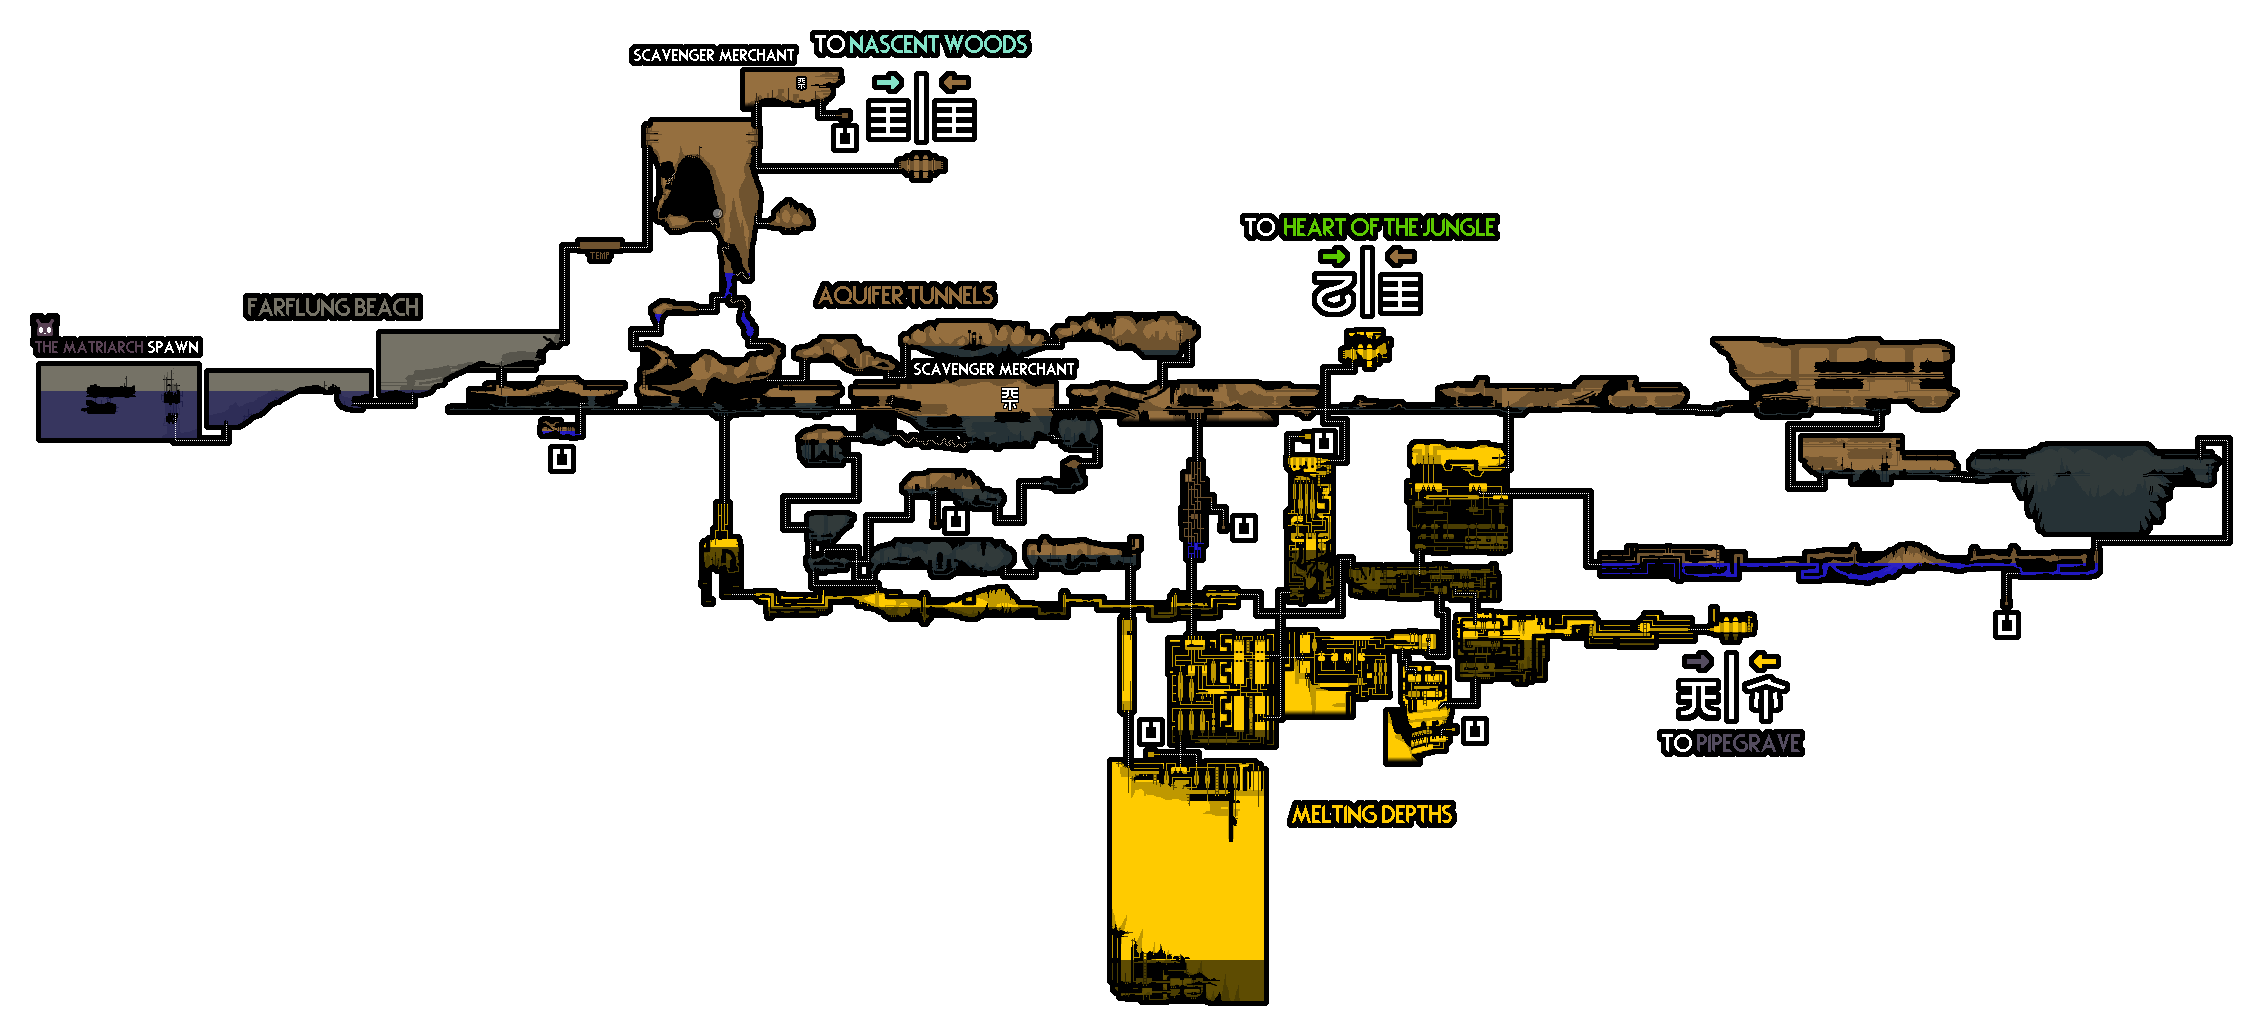 SCAVENGER MERCHANT
TO NASCENT WOODS
TO HEART OF THE JUNGLE
TEMP
FARFLUNG BEACH
AQUIFER TUNNELS
THE MATRIARCH SPAWN
SCAVENGER MERCHANT
TO PIPEGRAVE
MELTING DEPTHS